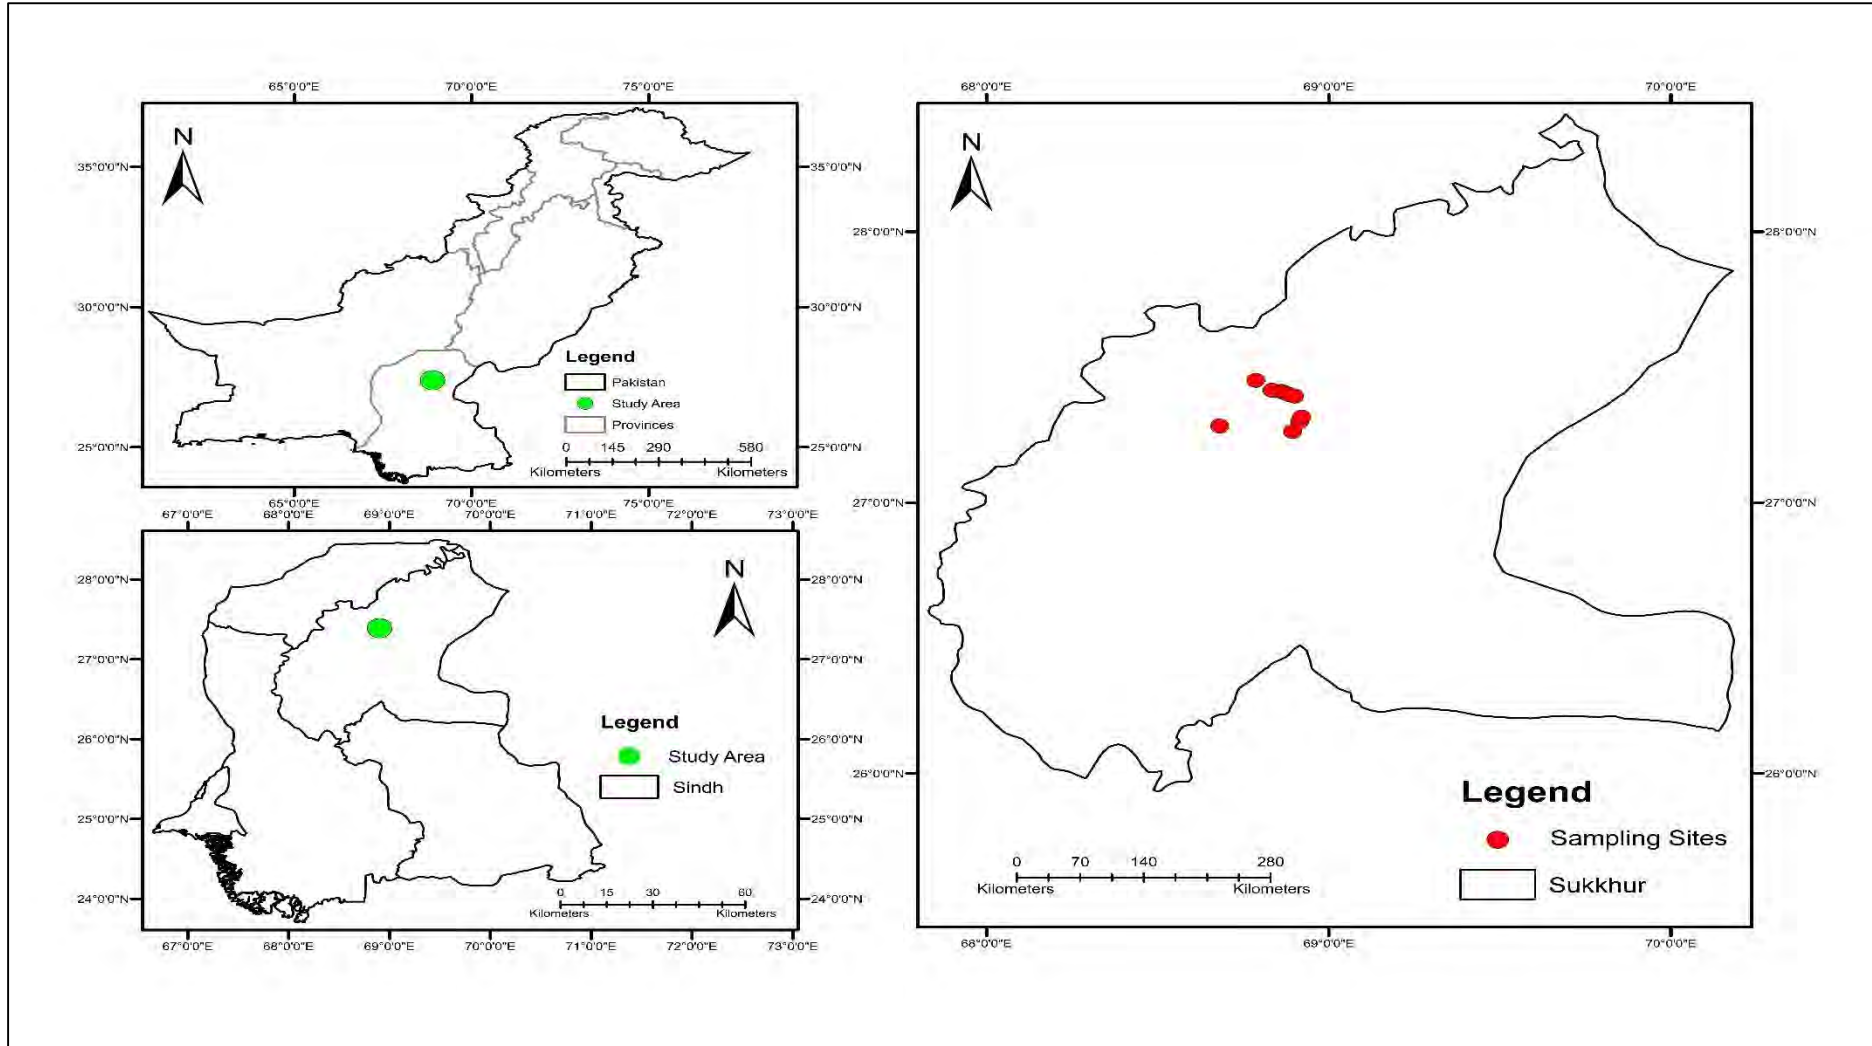 65°0'0"E 70°0'0"E 75°0'0"E
N
35°0'0"N 35°0'0"N
30°0'0"N 30°0'0"N
25°0'0"N 25°0'0"N
Legend
Pakistan
Study Area
Provinces
0 145 290 580
Kilometers Kilometers
65°0'0"E 70°0'0"E 75°0'0"E
67°0'0"E 68°0'0"E 69°0'0"E 70°0'0"E 71°0'0"E 72°0'0"E 73°0'0"E
N
28°0'0"N 28°0'0"N
27°0'0"N 27°0'0"N
26°0'0"N 26°0'0"N
25°0'0"N 25°0'0"N
24°0'0"N 24°0'0"N
Legend
Study Area
Sindh
0 15 30 60
Kilometers Kilometers
67°0'0"E 68°0'0"E 69°0'0"E 70°0'0"E 71°0'0"E 72°0'0"E 73°0'0"E
68°0'0"E 69°0'0"E 70°0'0"E
N
28°0'0"N 28°0'0"N
27°0'0"N 27°0'0"N
26°0'0"N 26°0'0"N
Legend
Sampling Sites
Sukkhur
0 70 140 280
Kilometers Kilometers
68°0'0"E 69°0'0"E 70°0'0"E